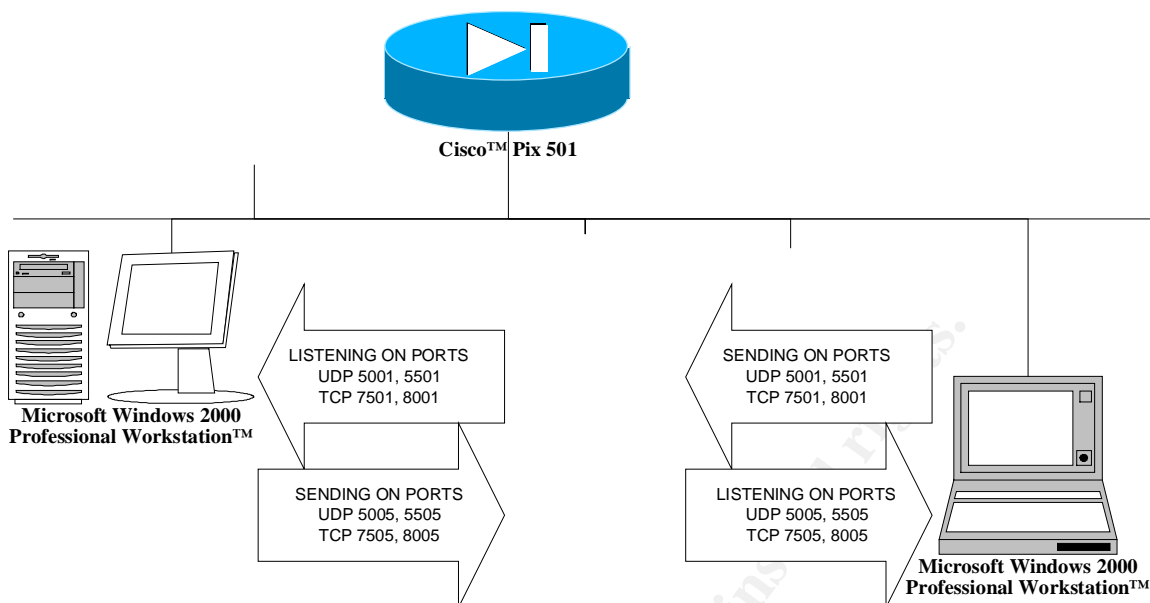 Cisco™ Pix 501
LISTENING ON PORTS
UDP 5001, 5501
TCP 7501, 8001
SENDING ON PORTS
UDP 5001, 5501
TCP 7501, 8001
Microsoft Windows 2000
Professional Workstation™
SENDING ON PORTS
UDP 5005, 5505
TCP 7505, 8005
LISTENING ON PORTS
UDP 5005, 5505
TCP 7505, 8005
Microsoft Windows 2000
Professional Workstation™